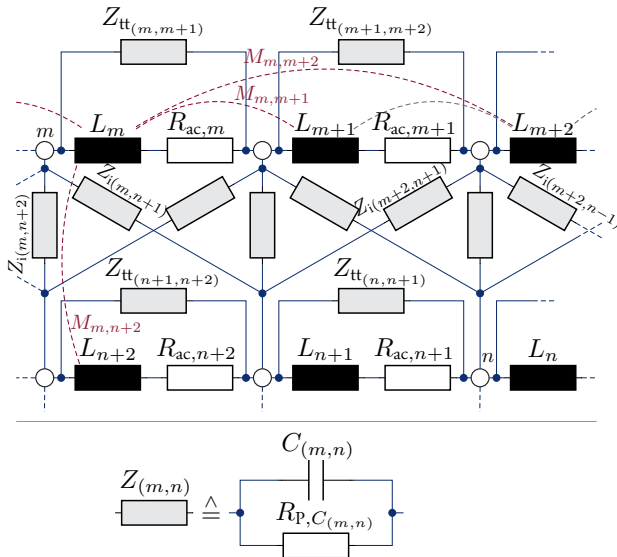 Z_tt(m,m+1) Z_tt(m+1,m+2)
M_m,m+2
M_m,m+1
m L_m R_ac,m L_m+1 R_ac,m+1 L_m+2
Z_i(m,n+2) Z_i(m,n+1) Z_i(m+2,n+1) Z_i(m+2,n-1)
Z_tt(n+1,n+2) Z_tt(n,n+1)
M_m,n+2
L_n+2 R_ac,n+2 L_n+1 R_ac,n+1 n L_n
C_(m,n)
Z_(m,n) ≙ R_P,C_(m,n)